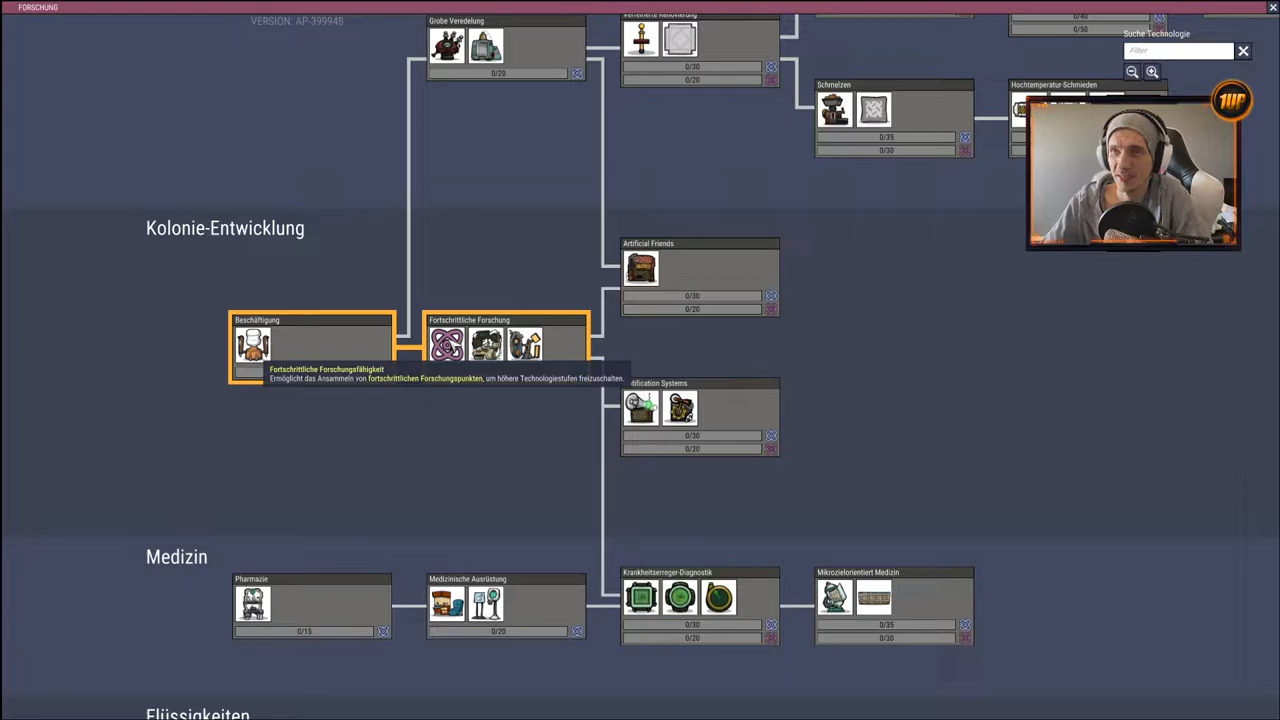 FORSCHUNG
VERSION: AP-399948
Grobe Veredelung
0/20
Verfeinerte Renovierung
0/30
0/20
0/40
0/50
Suche Technologie
Filter
1UP
Schmelzen
0/35
0/30
Hochtemperatur-Schmieden
Kolonie-Entwicklung
Artificial Friends
0/30
0/20
Beschäftigung
Fortschrittliche Forschung
Fortschrittliche Forschungsfähigkeit
Ermöglicht das Ansammeln von fortschrittlichen Forschungspunkten, um höhere Technologiestufen freizuschalten.
tification Systems
0/30
0/20
Medizin
Pharmazie
0/15
Medizinische Ausrüstung
0/20
Krankheitserreger-Diagnostik
0/30
0/20
Mikrozielorientiert Medizin
0/35
0/30
Flüssigkeiten